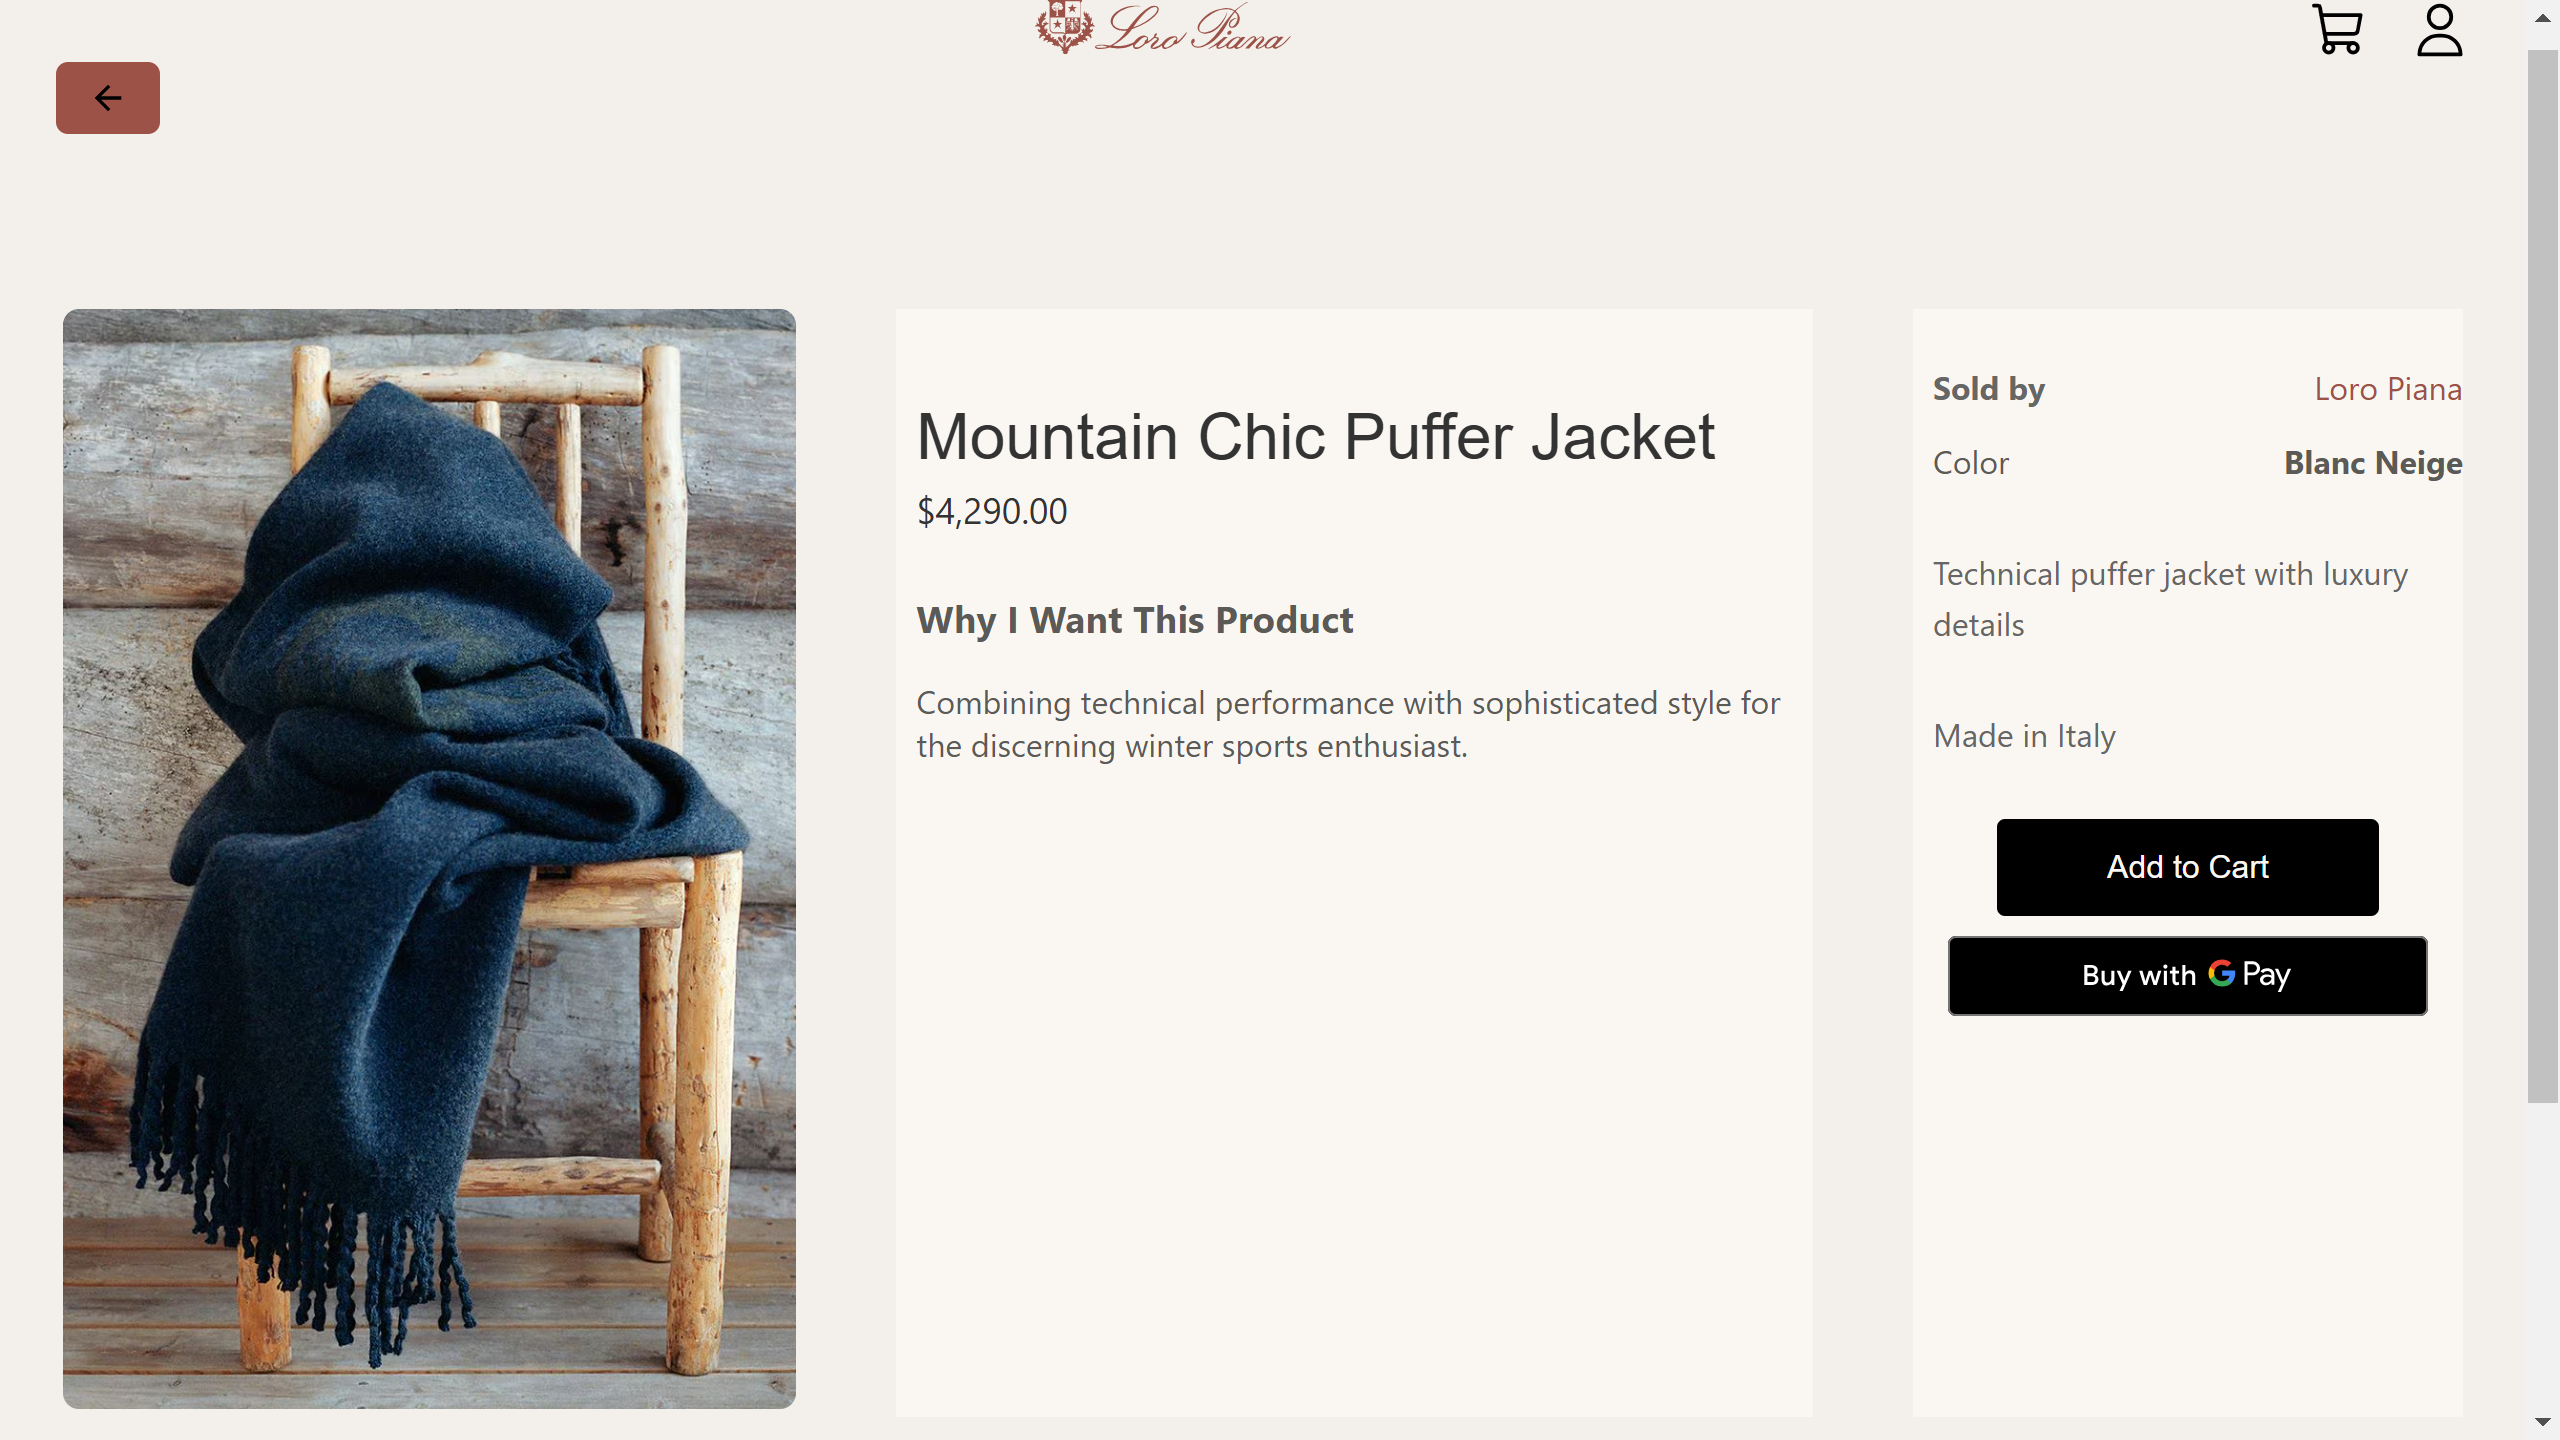 Loro Piana
Mountain Chic Puffer Jacket
$4,290.00
Why I Want This Product
Combining technical performance with sophisticated style for
the discerning winter sports enthusiast.
Sold by Loro Piana
Color Blanc Neige
Technical puffer jacket with luxury
details
Made in Italy
Add to Cart
Buy with G Pay